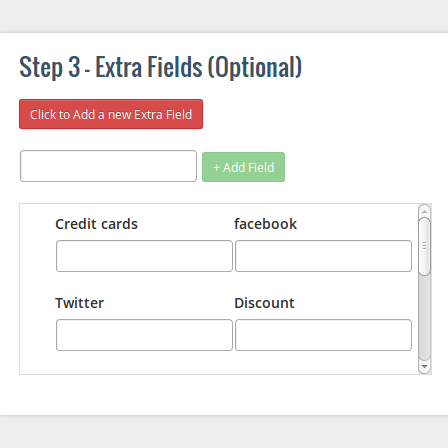 Step 3 - Extra Fields (Optional)
Click to Add a new Extra Field
+ Add Field
Credit cards facebook
Twitter Discount